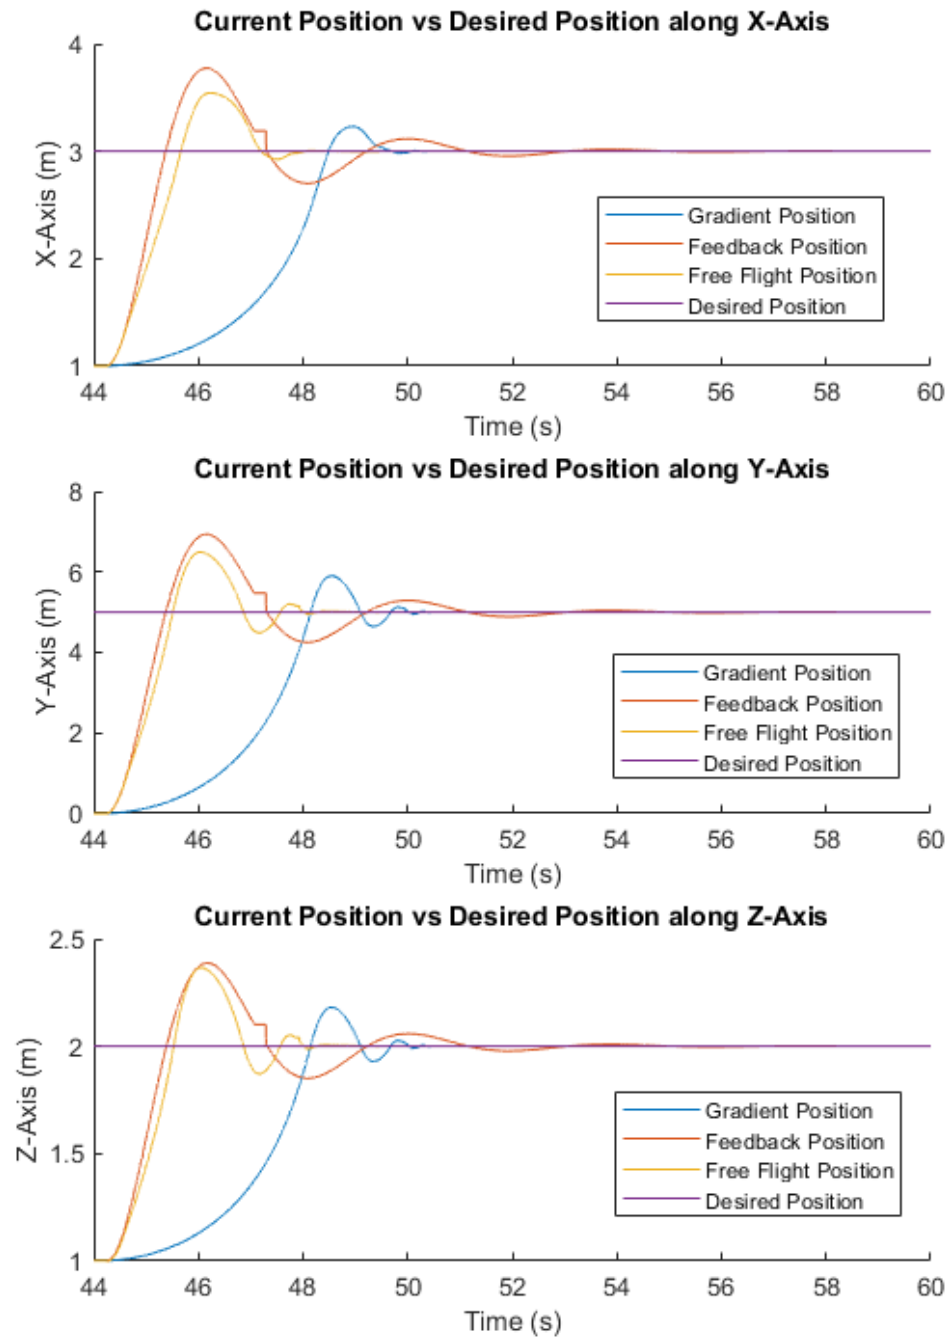 Current Position vs Desired Position along X-Axis
4
3
2
1
X-Axis (m)
Gradient Position
Feedback Position
Free Flight Position
Desired Position
44 46 48 50 52 54 56 58 60
Time (s)
Current Position vs Desired Position along Y-Axis
8
6
4
2
0
Y-Axis (m)
Gradient Position
Feedback Position
Free Flight Position
Desired Position
44 46 48 50 52 54 56 58 60
Time (s)
Current Position vs Desired Position along Z-Axis
2.5
2
1.5
1
Z-Axis (m)
Gradient Position
Feedback Position
Free Flight Position
Desired Position
44 46 48 50 52 54 56 58 60
Time (s)